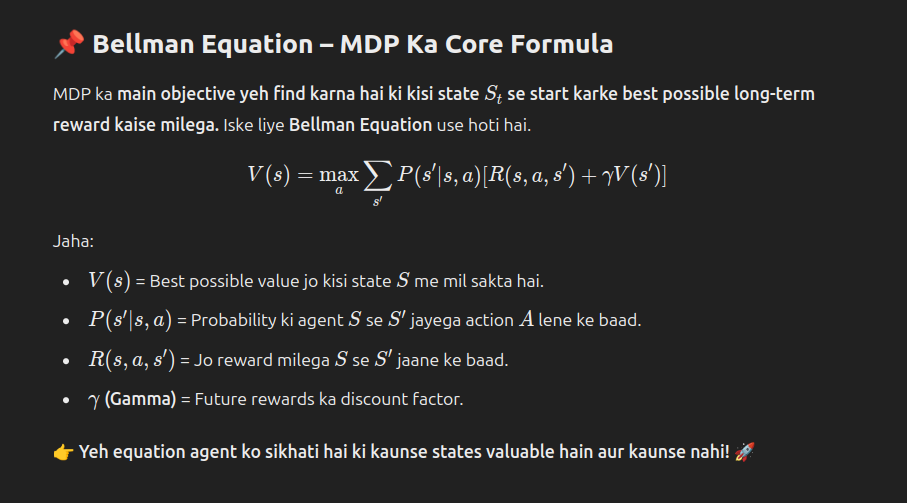 📌 Bellman Equation – MDP Ka Core Formula
MDP ka main objective yeh find karna hai ki kisi state Sₜ se start karke best possible long-term
reward kaise milega. Iske liye Bellman Equation use hoti hai.
V(s) = max_a ∑_{s′} P(s′|s, a)[R(s, a, s′) + γV(s′)]
Jaha:
• V(s) = Best possible value jo kisi state S me mil sakta hai.
• P(s′|s, a) = Probability ki agent S se S′ jayega action A lene ke baad.
• R(s, a, s′) = Jo reward milega S se S′ jaane ke baad.
• γ (Gamma) = Future rewards ka discount factor.
👉 Yeh equation agent ko sikhati hai ki kaunse states valuable hain aur kaunse nahi! 🚀